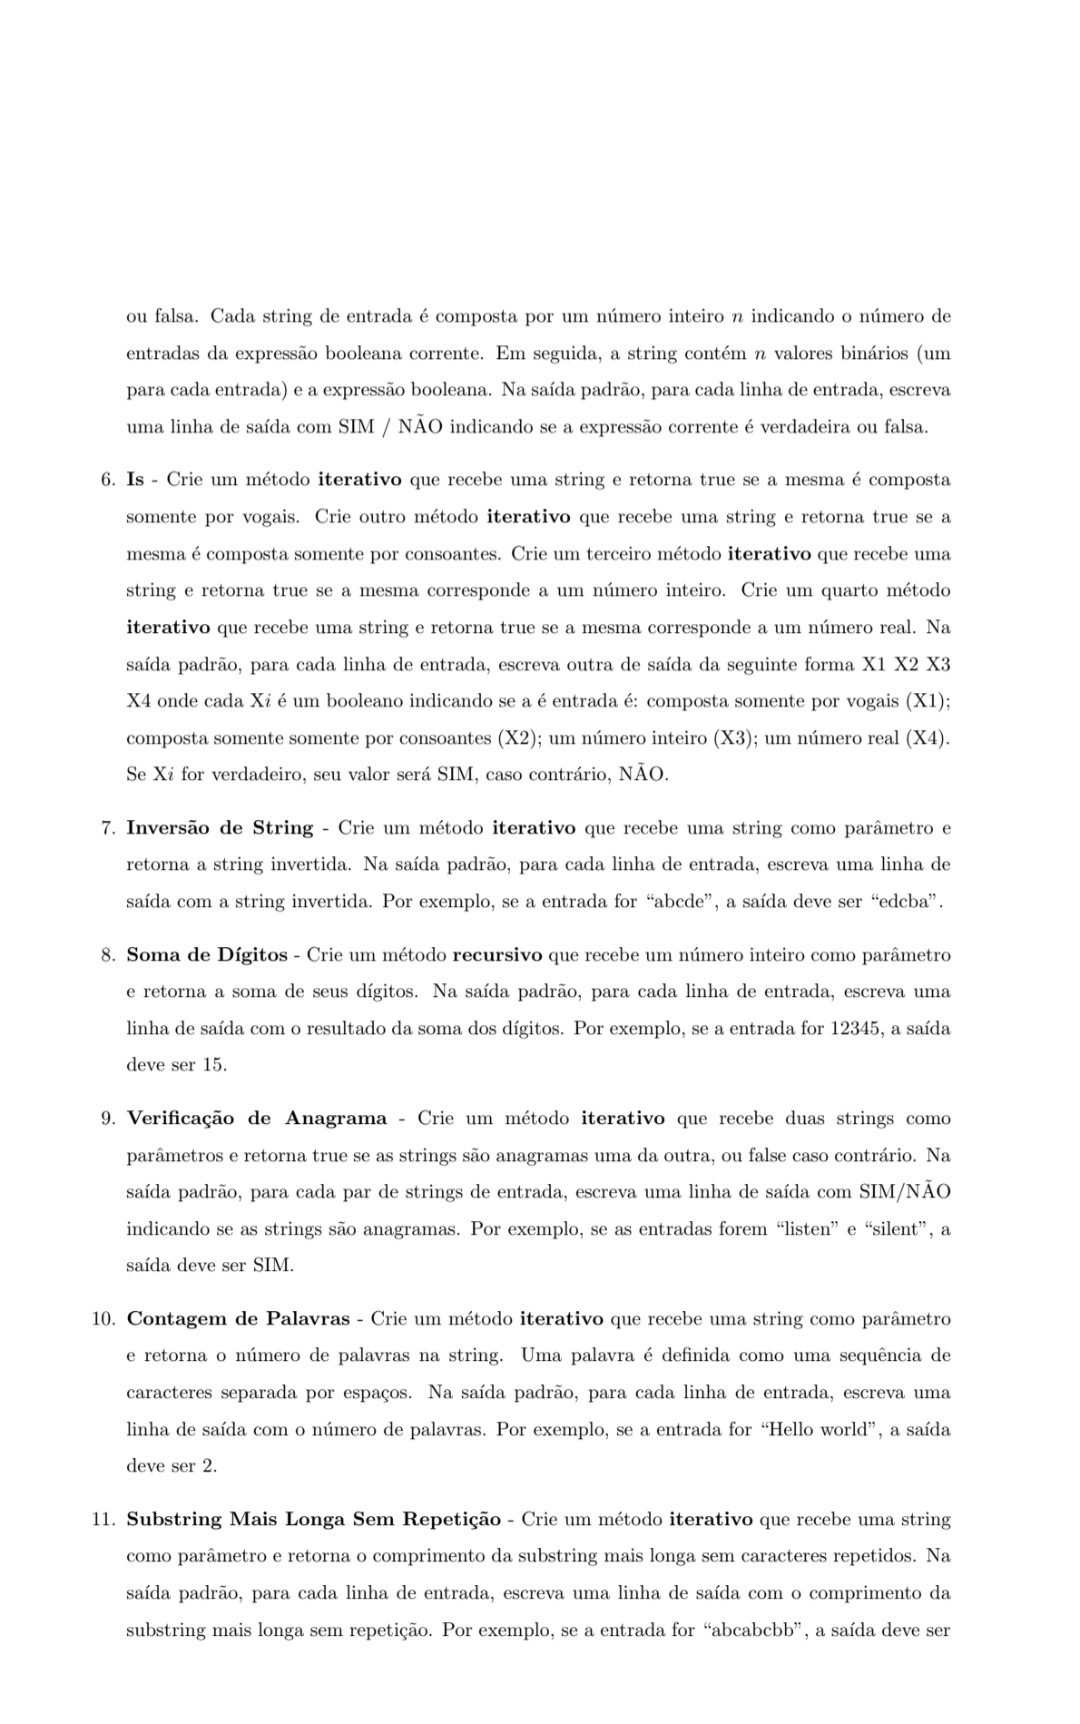 ou falsa. Cada string de entrada é composta por um número inteiro n indicando o número de
entradas da expressão booleana corrente. Em seguida, a string contém n valores binários (um
para cada entrada) e a expressão booleana. Na saída padrão, para cada linha de entrada, escreva
uma linha de saída com SIM / NÃO indicando se a expressão corrente é verdadeira ou falsa.
6. Is - Crie um método iterativo que recebe uma string e retorna true se a mesma é composta
somente por vogais. Crie outro método iterativo que recebe uma string e retorna true se a
mesma é composta somente por consoantes. Crie um terceiro método iterativo que recebe uma
string e retorna true se a mesma corresponde a um número inteiro. Crie um quarto método
iterativo que recebe uma string e retorna true se a mesma corresponde a um número real. Na
saída padrão, para cada linha de entrada, escreva outra de saída da seguinte forma X1 X2 X3
X4 onde cada Xi é um booleano indicando se a é entrada é: composta somente por vogais (X1);
composta somente somente por consoantes (X2); um número inteiro (X3); um número real (X4).
Se Xi for verdadeiro, seu valor será SIM, caso contrário, NÃO.
7. Inversão de String - Crie um método iterativo que recebe uma string como parâmetro e
retorna a string invertida. Na saída padrão, para cada linha de entrada, escreva uma linha de
saída com a string invertida. Por exemplo, se a entrada for “abcde”, a saída deve ser “edcba”.
8. Soma de Dígitos - Crie um método recursivo que recebe um número inteiro como parâmetro
e retorna a soma de seus dígitos. Na saída padrão, para cada linha de entrada, escreva uma
linha de saída com o resultado da soma dos dígitos. Por exemplo, se a entrada for 12345, a saída
deve ser 15.
9. Verificação de Anagrama - Crie um método iterativo que recebe duas strings como
parâmetros e retorna true se as strings são anagramas uma da outra, ou false caso contrário. Na
saída padrão, para cada par de strings de entrada, escreva uma linha de saída com SIM/NÃO
indicando se as strings são anagramas. Por exemplo, se as entradas forem “listen” e “silent”, a
saída deve ser SIM.
10. Contagem de Palavras - Crie um método iterativo que recebe uma string como parâmetro
e retorna o número de palavras na string. Uma palavra é definida como uma sequência de
caracteres separada por espaços. Na saída padrão, para cada linha de entrada, escreva uma
linha de saída com o número de palavras. Por exemplo, se a entrada for “Hello world”, a saída
deve ser 2.
11. Substring Mais Longa Sem Repetição - Crie um método iterativo que recebe uma string
como parâmetro e retorna o comprimento da substring mais longa sem caracteres repetidos. Na
saída padrão, para cada linha de entrada, escreva uma linha de saída com o comprimento da
substring mais longa sem repetição. Por exemplo, se a entrada for “abcabcbb”, a saída deve ser